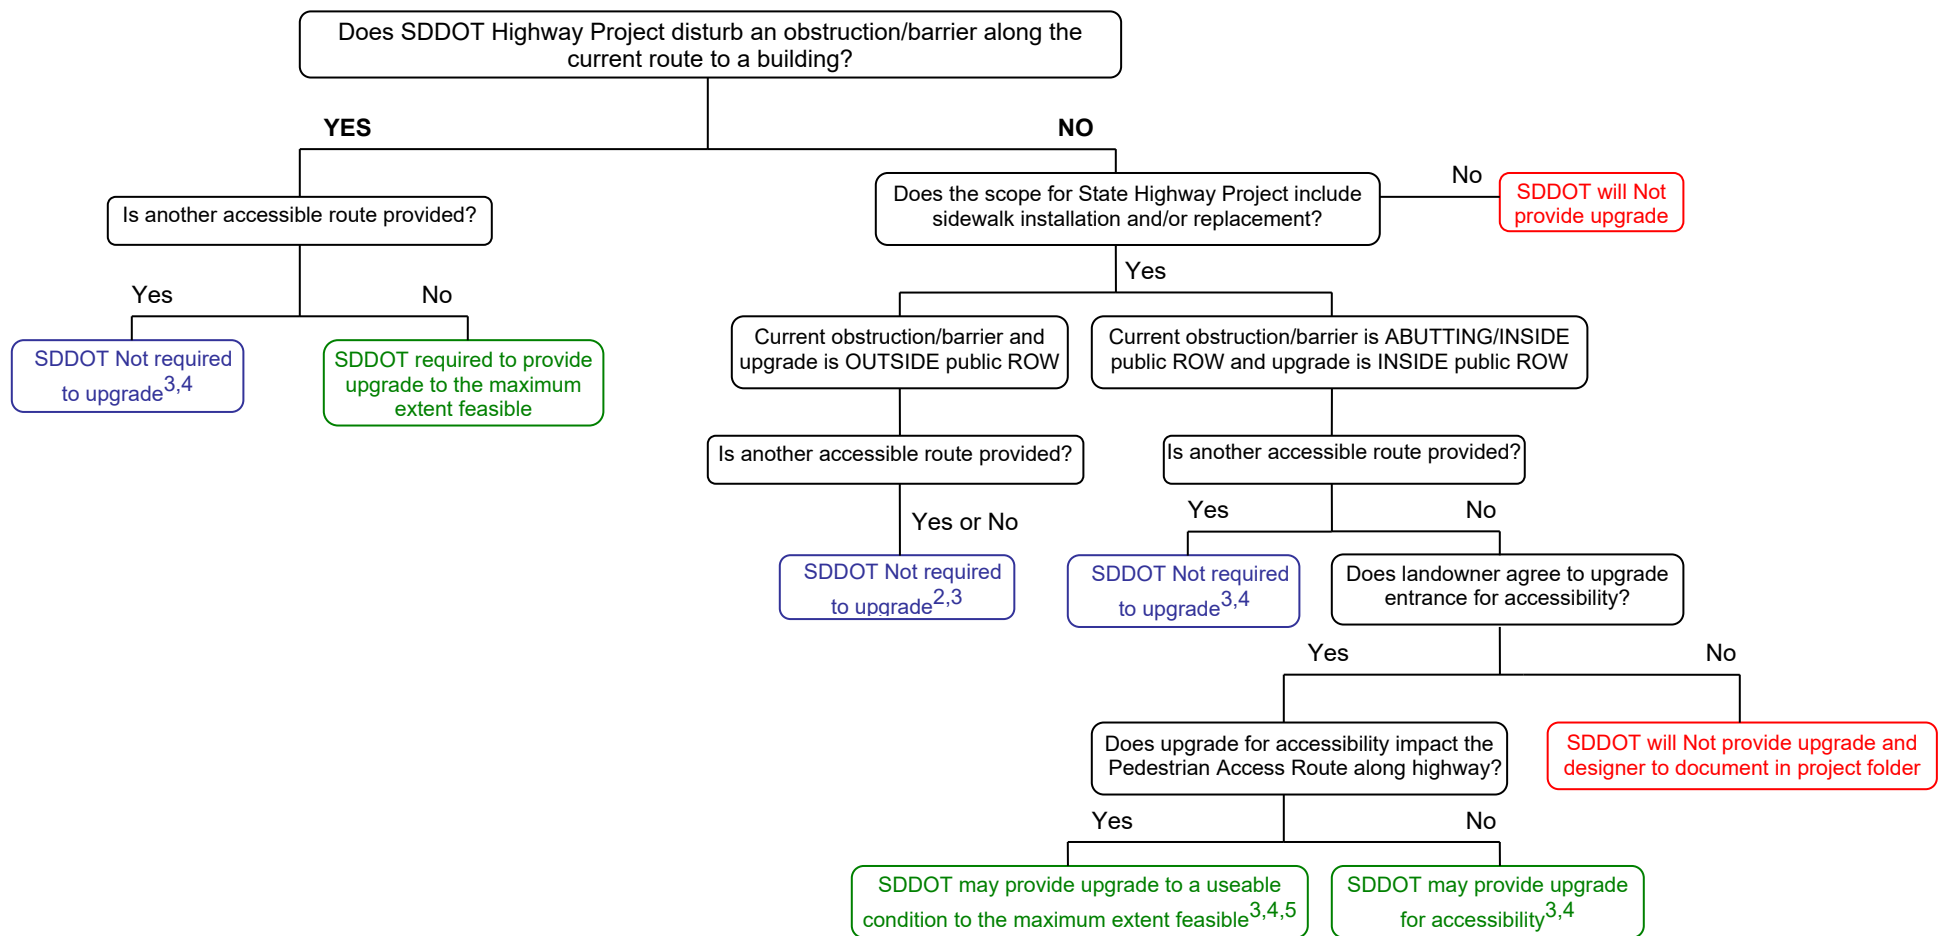 Does SDDOT Highway Project disturb an obstruction/barrier along the
current route to a building?
YES
NO
Is another accessible route provided?
Yes
No
SDDOT Not required
to upgrade3,4
SDDOT required to provide
upgrade to the maximum
extent feasible
Does the scope for State Highway Project include
sidewalk installation and/or replacement?
No
SDDOT will Not
provide upgrade
Yes
Current obstruction/barrier and
upgrade is OUTSIDE public ROW
Current obstruction/barrier is ABUTTING/INSIDE
public ROW and upgrade is INSIDE public ROW
Is another accessible route provided?
Yes or No
SDDOT Not required
to upgrade2,3
Is another accessible route provided?
Yes
No
SDDOT Not required
to upgrade3,4
Does landowner agree to upgrade
entrance for accessibility?
Yes
No
Does upgrade for accessibility impact the
Pedestrian Access Route along highway?
SDDOT will Not provide upgrade and
designer to document in project folder
Yes
No
SDDOT may provide upgrade to a useable
condition to the maximum extent feasible3,4,5
SDDOT may provide upgrade
for accessibility3,4